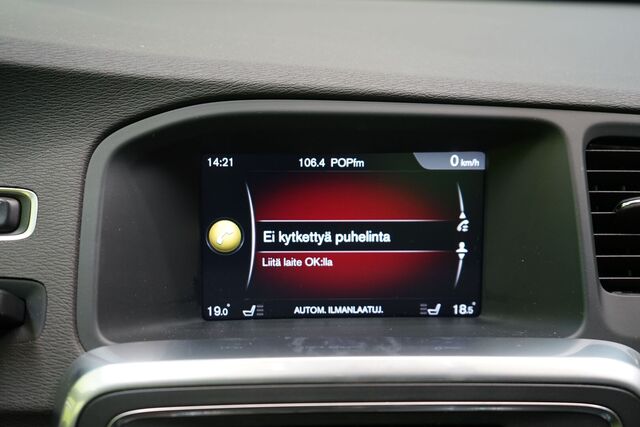 14:21 106.4 POPfm 0 km/h
Ei kytkettyä puhelinta
Liitä laite OK:lla
19.0° AUTOM. ILMANLAATUJ. 18.5°